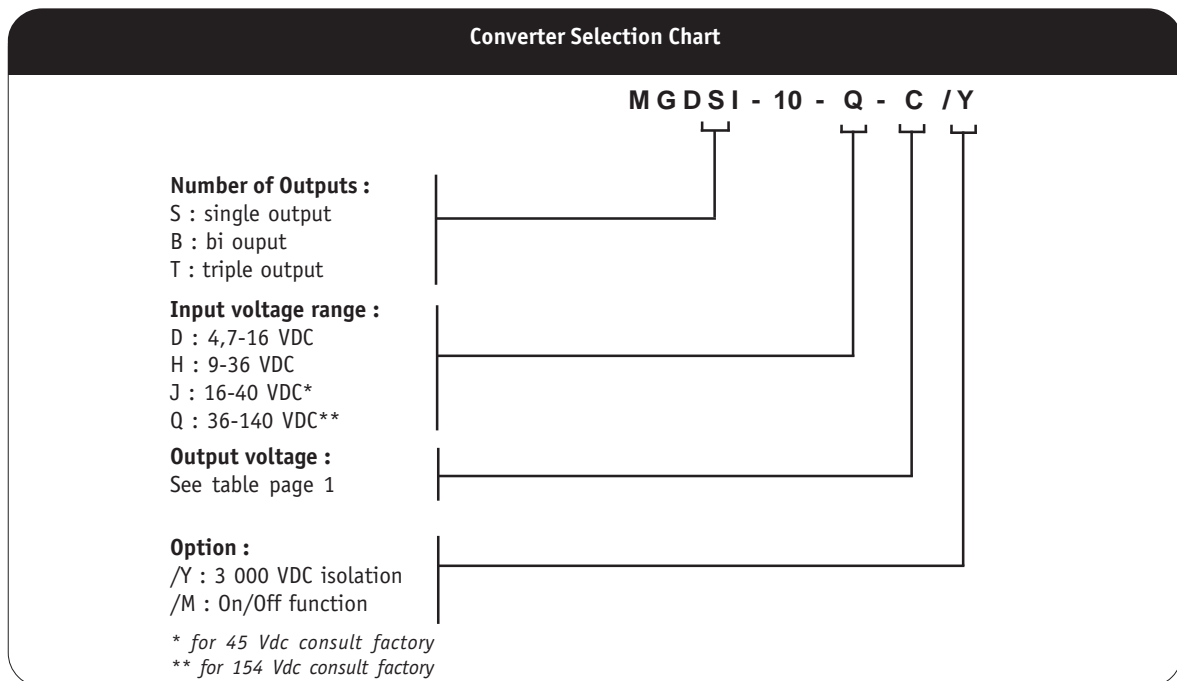 Converter Selection Chart
M G D S I - 10 - Q - C / Y
Number of Outputs :
S : single output
B : bi ouput
T : triple output
Input voltage range :
D : 4,7-16 VDC
H : 9-36 VDC
J : 16-40 VDC*
Q : 36-140 VDC**
Output voltage :
See table page 1
Option :
/Y : 3 000 VDC isolation
/M : On/Off function
* for 45 Vdc consult factory
** for 154 Vdc consult factory